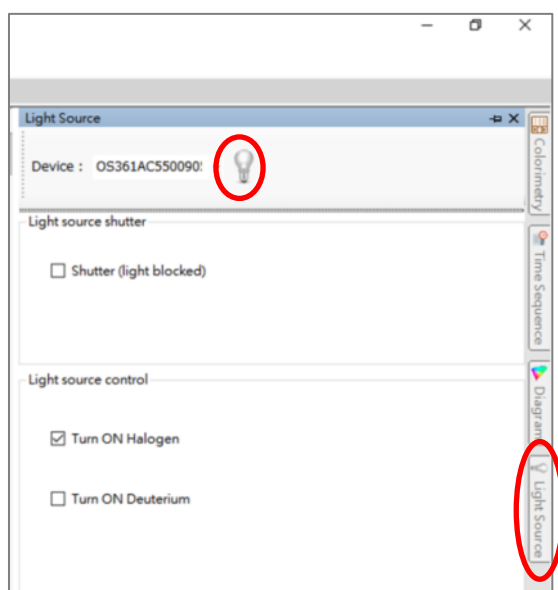 Light Source
Device : OS361AC550090
Light source shutter
Shutter (light blocked)
Light source control
Turn ON Halogen
Turn ON Deuterium
Colorimetry
Time Sequence
Diagram
Light Source